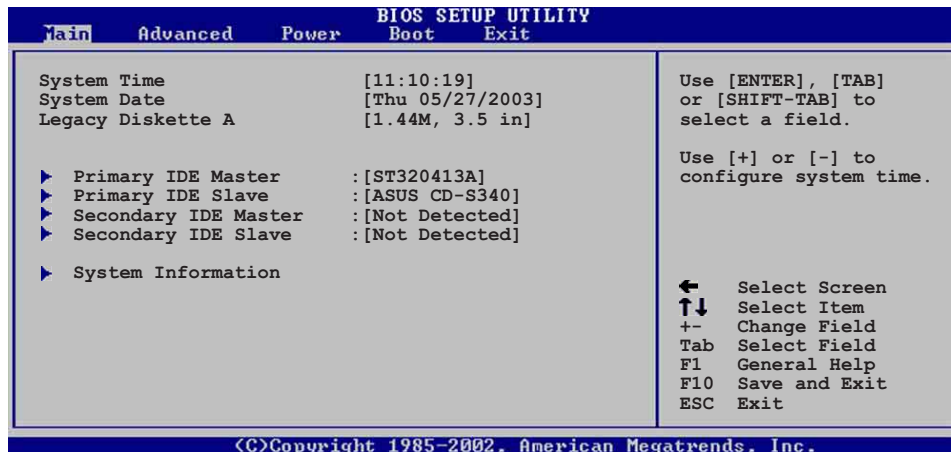 BIOS SETUP UTILITY
Main Advanced Power Boot Exit
System Time [11:10:19]
System Date [Thu 05/27/2003]
Legacy Diskette A [1.44M, 3.5 in]
Primary IDE Master :[ST320413A]
Primary IDE Slave :[ASUS CD-S340]
Secondary IDE Master :[Not Detected]
Secondary IDE Slave :[Not Detected]
System Information
Use [ENTER], [TAB]
or [SHIFT-TAB] to
select a field.
Use [+] or [-] to
configure system time.
Select Screen
Select Item
+- Change Field
Tab Select Field
F1 General Help
F10 Save and Exit
ESC Exit
(C)Copyright 1985-2002, American Megatrends, Inc.